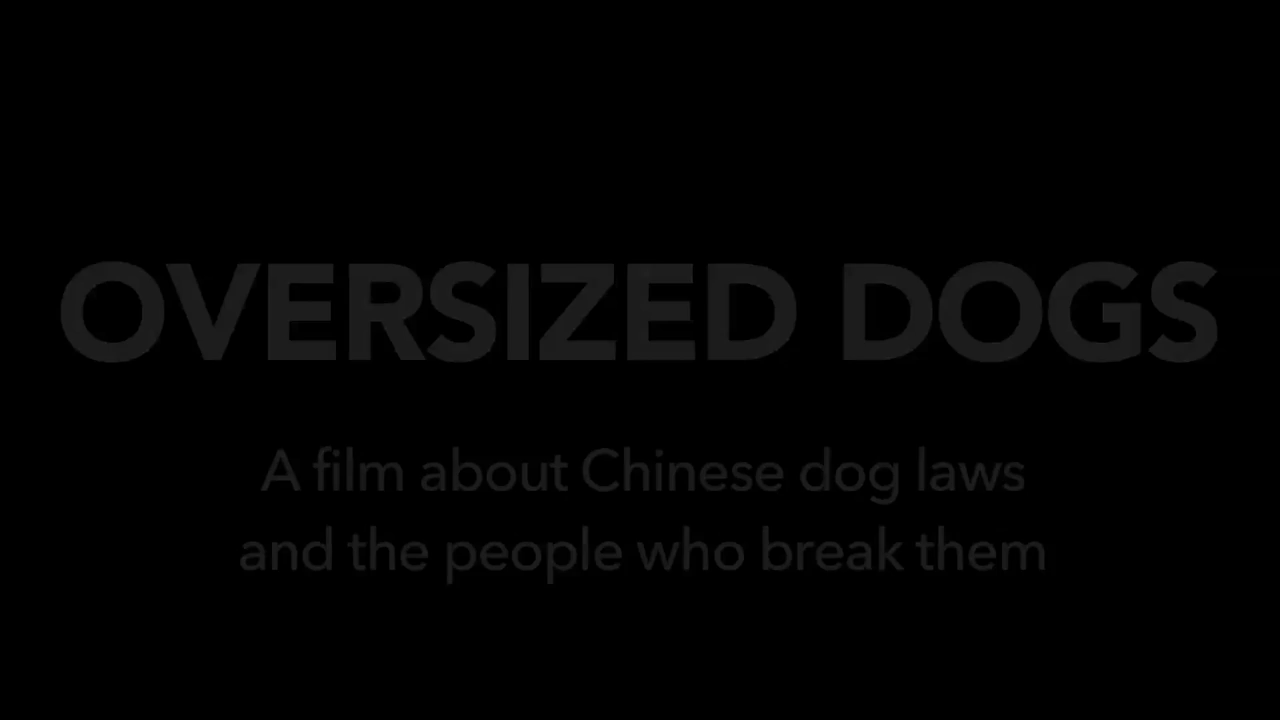 OVERSIZED DOGS
A film about Chinese dog laws
and the people who break them